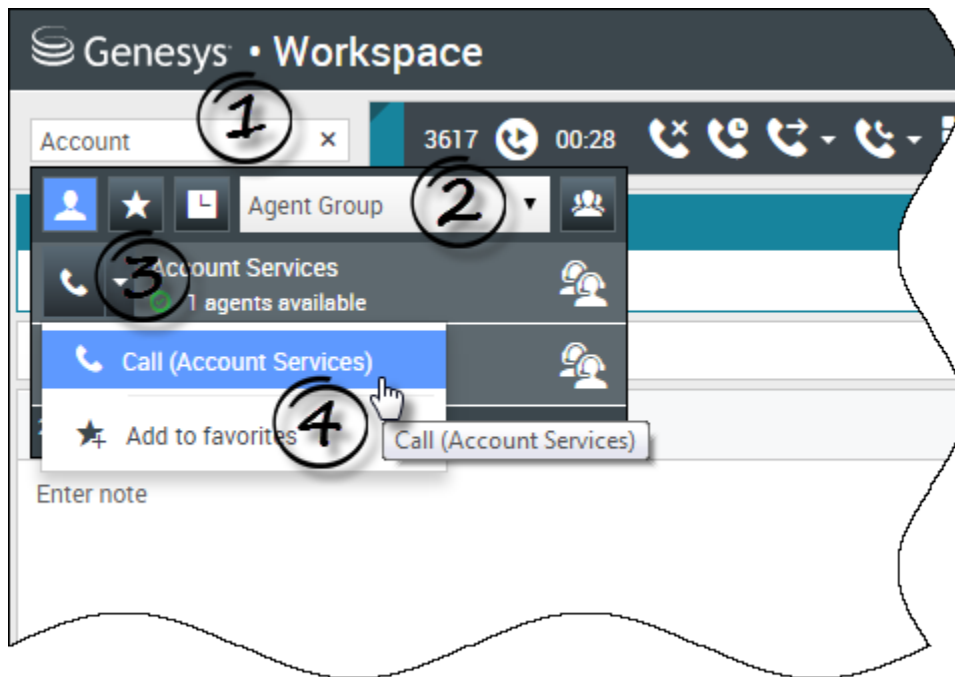 Genesys • Workspace
1
Account ×
3617 00:28
Agent Group
2
3
Account Services
1 agents available
Call (Account Services)
4
Add to favorites
Call (Account Services)
Enter note